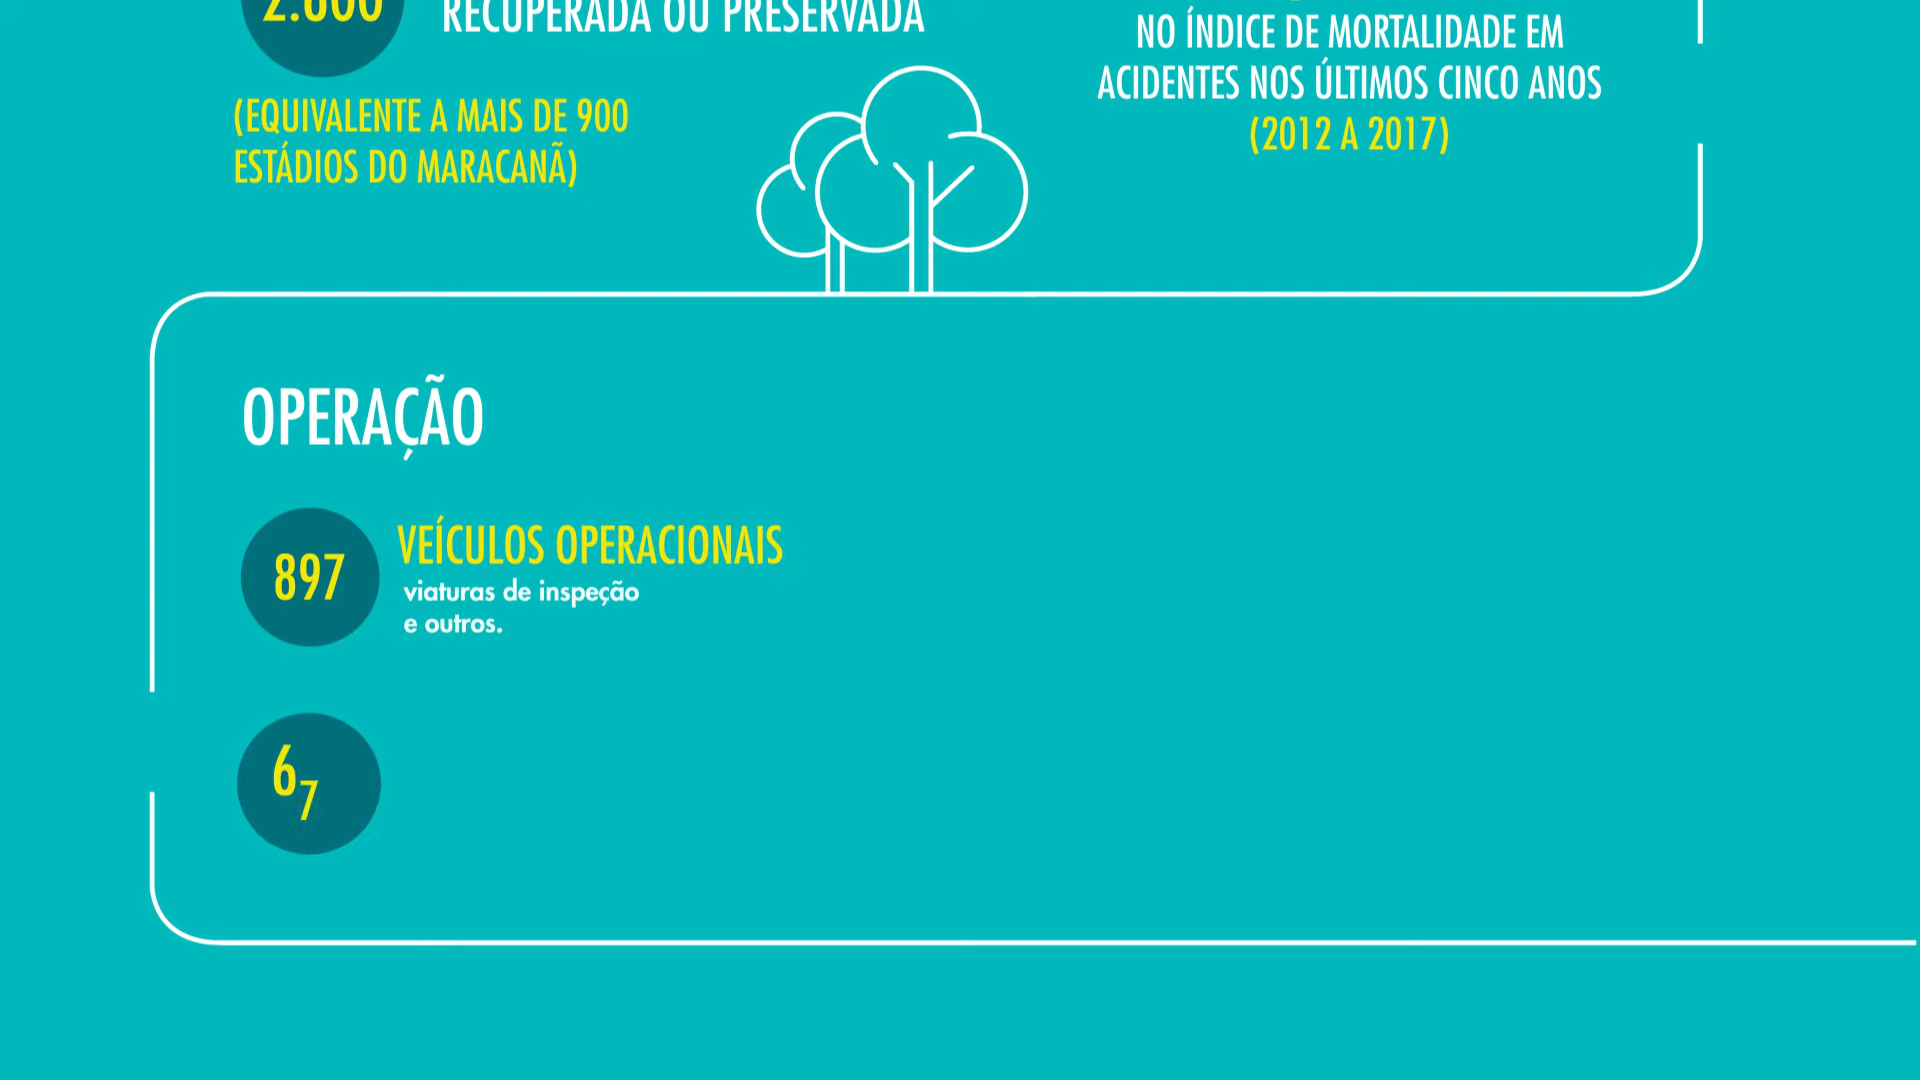 RECUPERADA OU PRESERVADA
(EQUIVALENTE A MAIS DE 900
ESTÁDIOS DO MARACANÃ)
NO ÍNDICE DE MORTALIDADE EM
ACIDENTES NOS ÚLTIMOS CINCO ANOS
(2012 A 2017)
OPERAÇÃO
897
VEÍCULOS OPERACIONAIS
viaturas de inspeção
e outros.
67